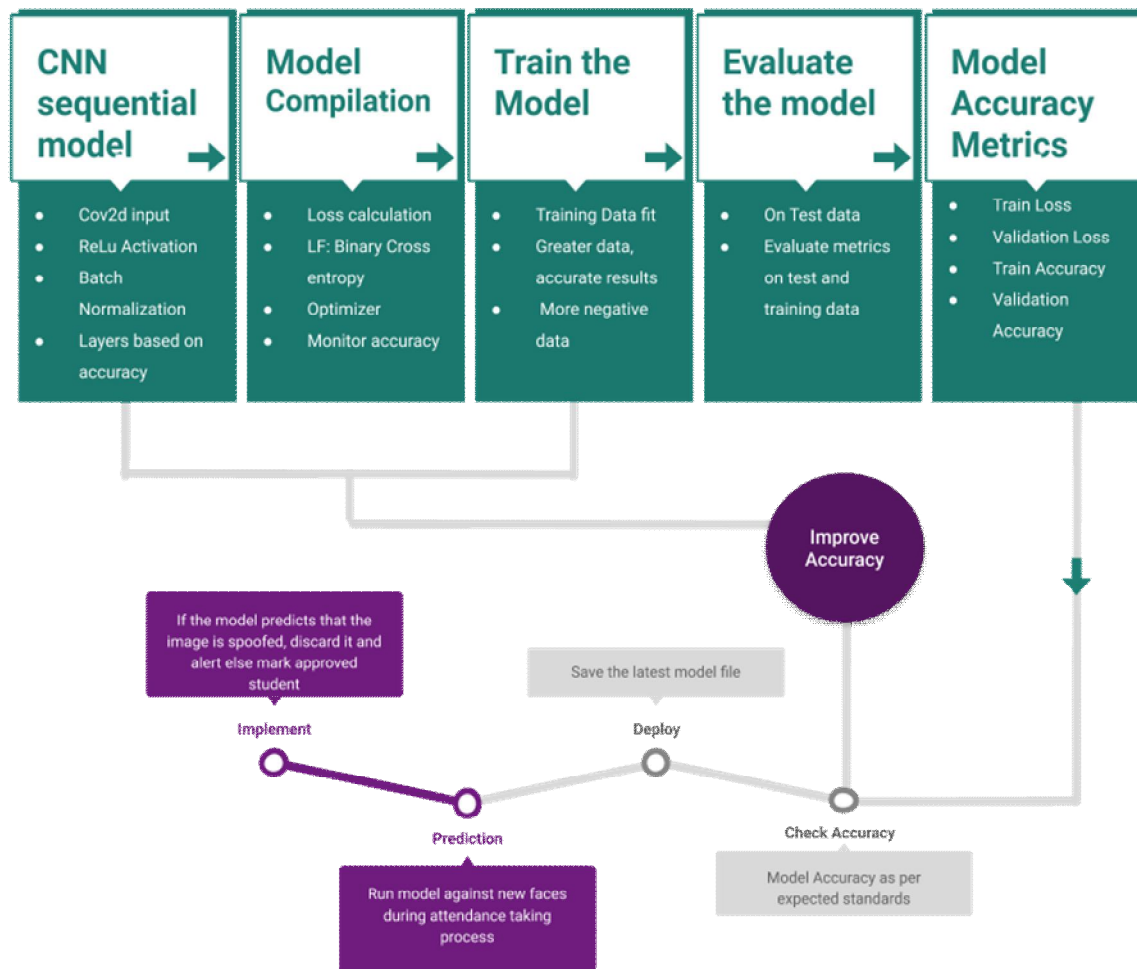 CNN
sequential
model
Cov2d input
ReLu Activation
Batch
Normalization
Layers based on
accuracy
Model
Compilation
Loss calculation
LF: Binary Cross
entropy
Optimizer
Monitor accuracy
Train the
Model
Training Data fit
Greater data,
accurate results
More negative
data
Evaluate
the model
On Test data
Evaluate metrics
on test and
training data
Model
Accuracy
Metrics
Train Loss
Validation Loss
Train Accuracy
Validation
Accuracy
Improve
Accuracy
If the model predicts that the
image is spoofed, discard it and
alert else mark approved
student
Implement
Save the latest model file
Deploy
Prediction
Run model against new faces
during attendance taking
process
Check Accuracy
Model Accuracy as per
expected standards